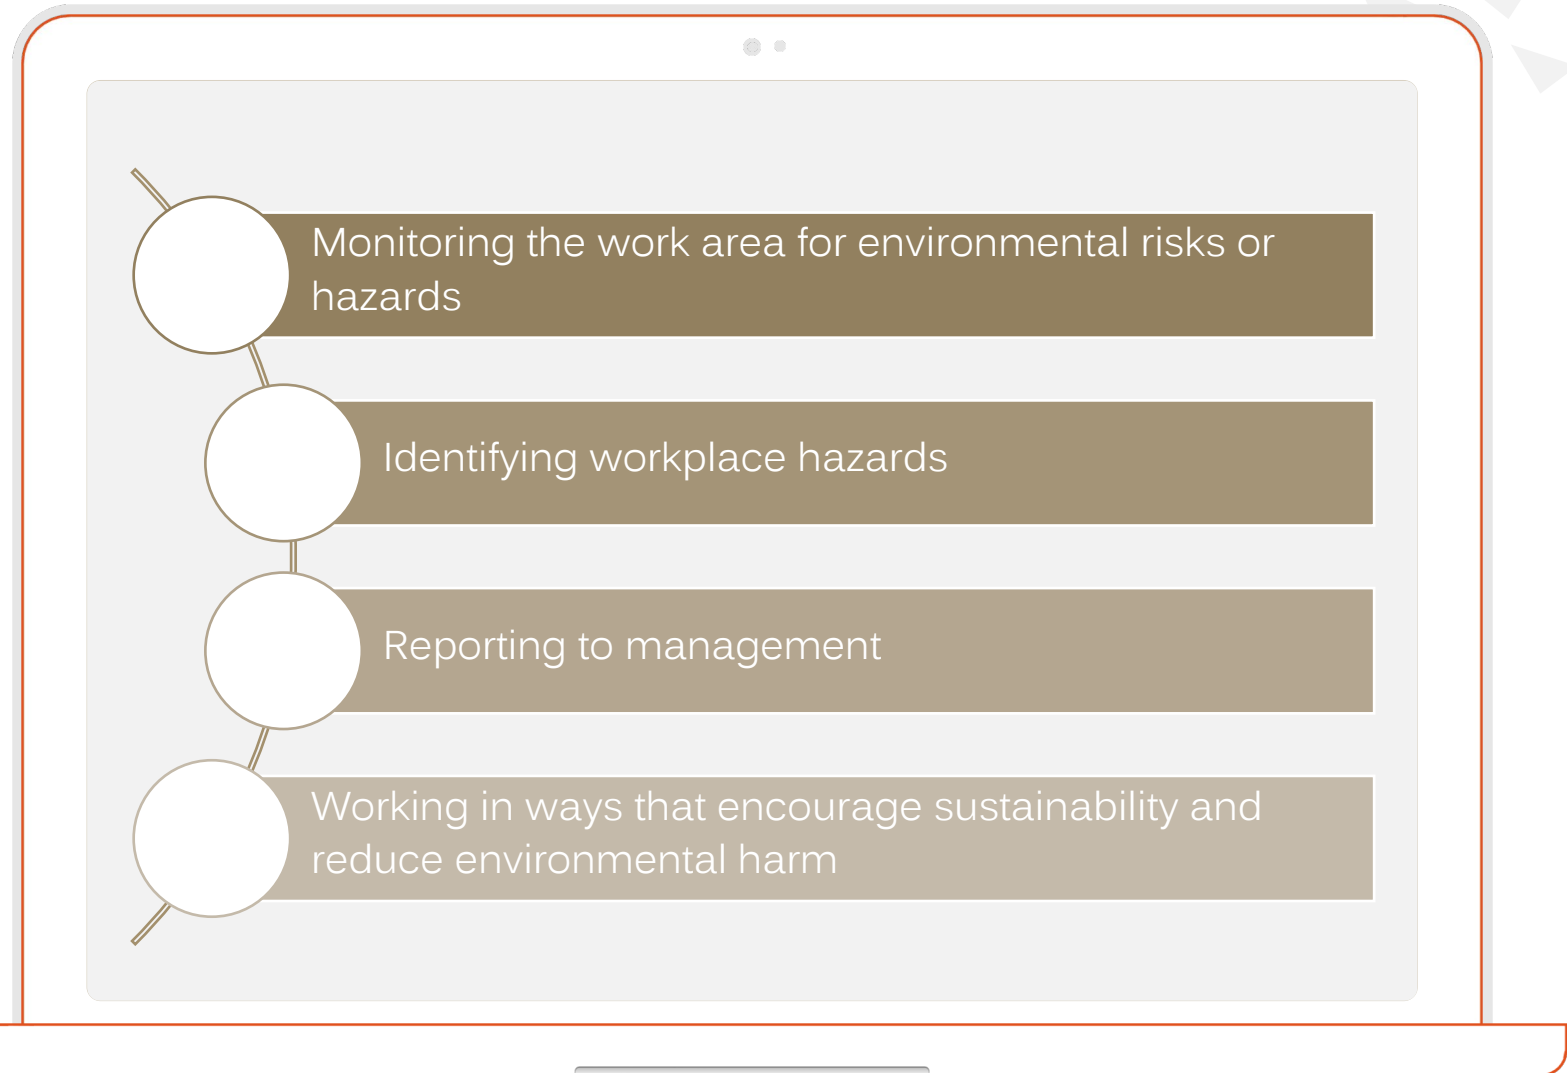 Monitoring the work area for environmental risks or
hazards
Identifying workplace hazards
Reporting to management
Working in ways that encourage sustainability and
reduce environmental harm